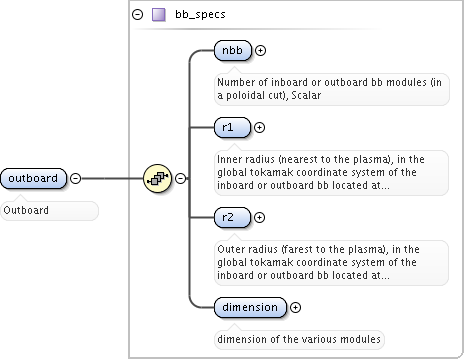 bb_specs
nbb
Number of inboard or outboard bb modules (in
a poloidal cut), Scalar
r1
Inner radius (nearest to the plasma), in the
global tokamak coordinate system of the
inboard or outboard bb located at...
outboard
Outboard
r2
Outer radius (farest to the plasma), in the
global tokamak coordinate system of the
inboard or outboard bb located at...
dimension
dimension of the various modules